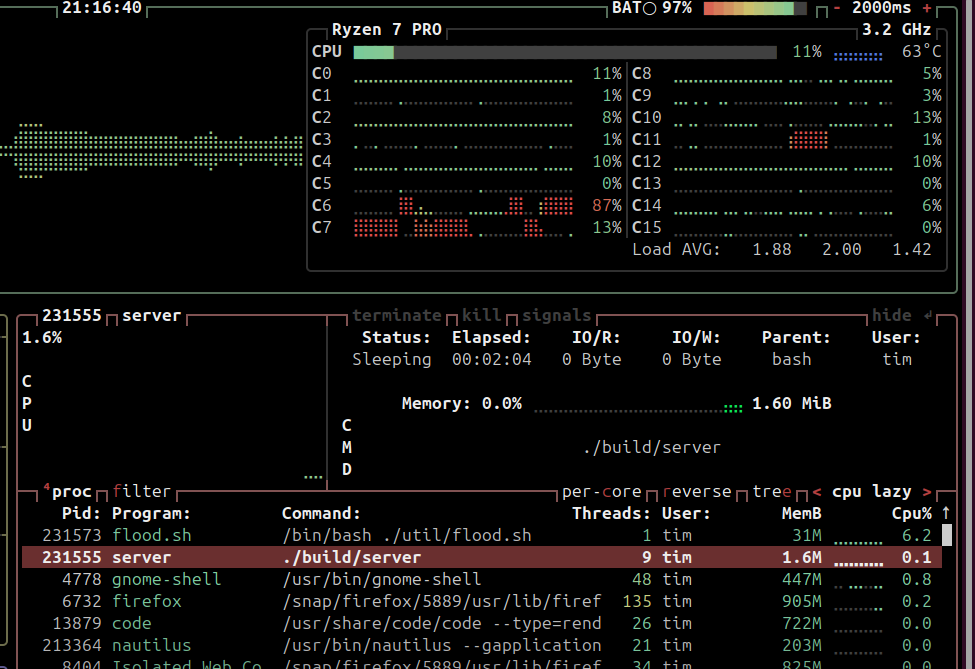 21:16:40 BAT 97% - 2000ms +
Ryzen 7 PRO 3.2 GHz
CPU 11% 63°C
C0 11% C8 5%
C1 1% C9 3%
C2 8% C10 13%
C3 1% C11 1%
C4 10% C12 10%
C5 0% C13 0%
C6 87% C14 6%
C7 13% C15 0%
Load AVG: 1.88 2.00 1.42
231555 server terminate kill signals hide ↲
1.6% Status: Elapsed: IO/R: IO/W: Parent: User:
Sleeping 00:02:04 0 Byte 0 Byte bash tim
C
P Memory: 0.0% 1.60 MiB
U C
M ./build/server
D
4proc filter per-core reverse tree < cpu lazy >
Pid: Program: Command: Threads: User: MemB Cpu% ↑
231573 flood.sh /bin/bash ./util/flood.sh 1 tim 31M 6.2
231555 server ./build/server 9 tim 1.6M 0.1
4778 gnome-shell /usr/bin/gnome-shell 48 tim 447M 0.8
6732 firefox /snap/firefox/5889/usr/lib/firef 135 tim 905M 0.2
13879 code /usr/share/code/code --type=rend 26 tim 722M 0.0
213364 nautilus /usr/bin/nautilus --gapplication 21 tim 203M 0.0
8404 Isolated Web Co /snap/firefox/5889/usr/lib/firef 34 tim 825M 0.0